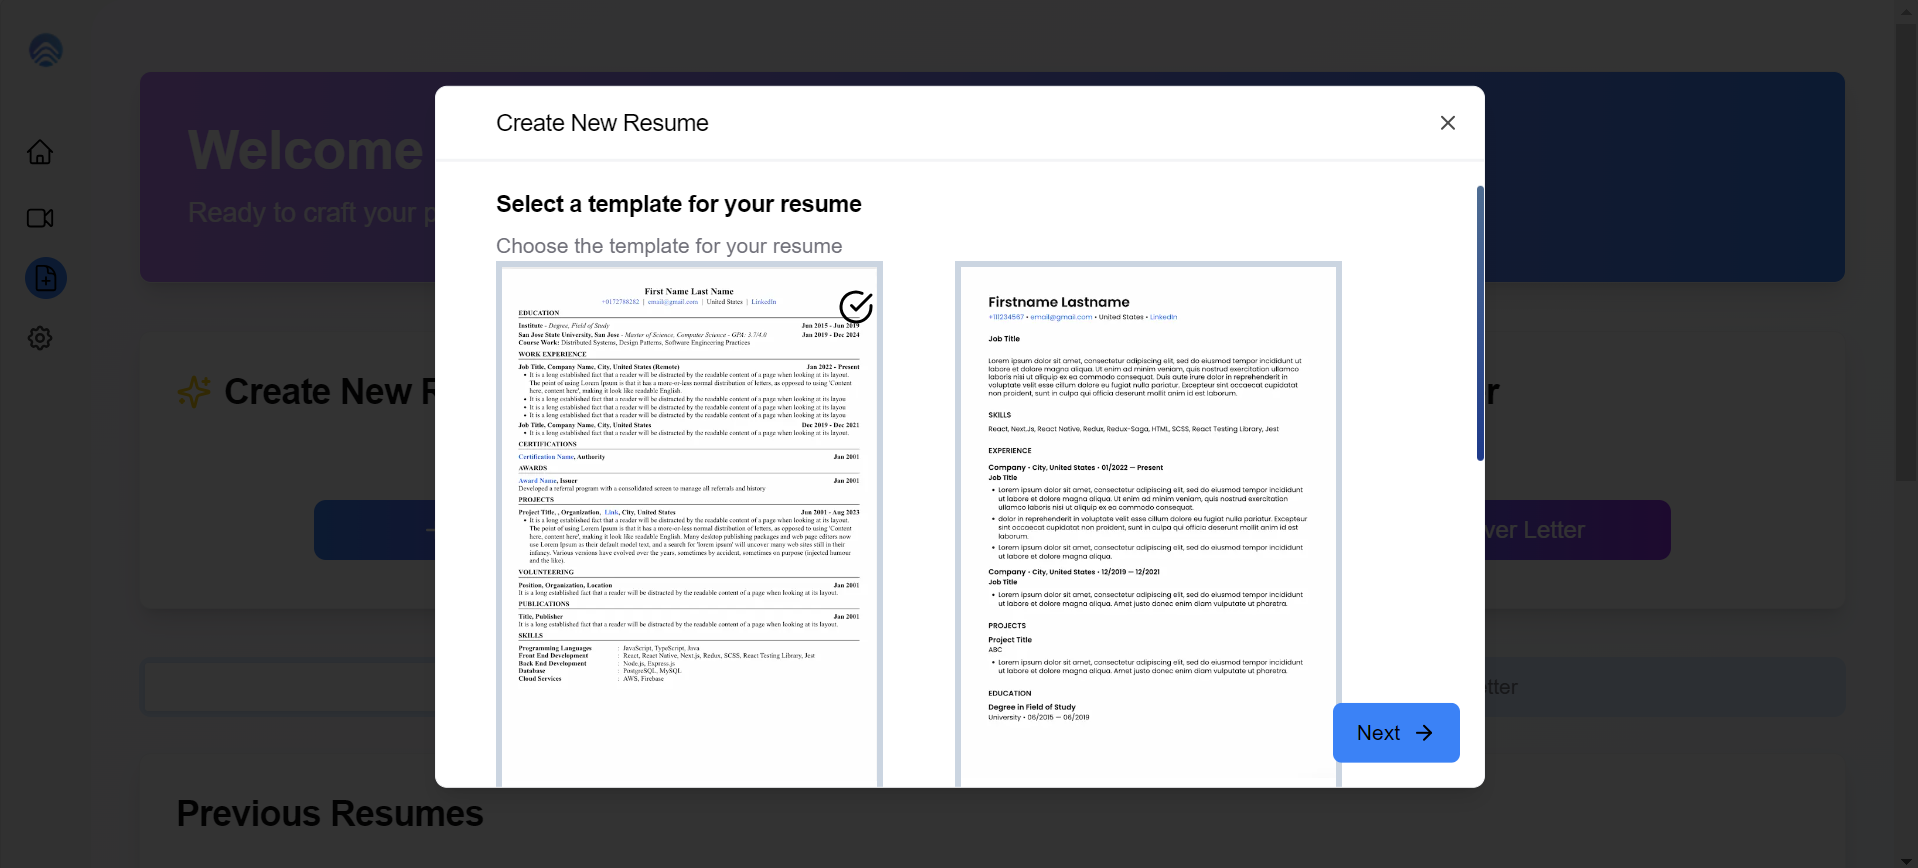 Welcome
Ready to craft your p
Create New R
r
ver Letter
tter
Previous Resumes
Create New Resume
Select a template for your resume
Choose the template for your resume
First Name Last Name
+0172788282 | email@gmail.com | United States | LinkedIn
EDUCATION
Institute - Degree, Field of Study Jun 2015 - Jun 2019
San Jose State University, San Jose - Master of Science, Computer Science - GPA: 3.7/4.0 Jan 2019 - Dec 2024
Course Work: Distributed Systems, Design Patterns, Software Engineering Practices
WORK EXPERIENCE
Job Title, Company Name, City, United States (Remote) Jan 2022 - Present
• It is a long established fact that a reader will be distracted by the readable content of a page when looking at its layout.
The point of using Lorem Ipsum is that it has a more-or-less normal distribution of letters, as opposed to using 'Content
here, content here', making it look like readable English.
• It is a long established fact that a reader will be distracted by the readable content of a page when looking at its layou
• It is a long established fact that a reader will be distracted by the readable content of a page when looking at its layou
• It is a long established fact that a reader will be distracted by the readable content of a page when looking at its layou
Job Title, Company Name, City, United States Dec 2019 - Dec 2021
• It is a long established fact that a reader will be distracted by the readable content of a page when looking at its layout.
CERTIFICATIONS
Certification Name, Authority Jan 2001
AWARDS
Award Name, Issuer Jan 2001
Developed a referral program with a consolidated screen to manage all referrals and history
PROJECTS
Project Title, , Organization, Link, City, United States Jun 2001 - Aug 2023
• It is a long established fact that a reader will be distracted by the readable content of a page when looking at its layout.
The point of using Lorem Ipsum is that it has a more-or-less normal distribution of letters, as opposed to using 'Content
here, content here', making it look like readable English. Many desktop publishing packages and web page editors now
use Lorem Ipsum as their default model text, and a search for 'lorem ipsum' will uncover many web sites still in their
infancy. Various versions have evolved over the years, sometimes by accident, sometimes on purpose (injected humour
and the like).
VOLUNTEERING
Position, Organization, Location Jan 2001
It is a long established fact that a reader will be distracted by the readable content of a page when looking at its layout.
PUBLICATIONS
Title, Publisher Jan 2001
It is a long established fact that a reader will be distracted by the readable content of a page when looking at its layout.
SKILLS
Programming Languages : JavaScript, TypeScript, Java
Front End Development : React, React Native, Next.js, Redux, SCSS, React Testing Library, Jest
Back End Development : Node.js, Express.js
Database : PostgreSQL, MySQL
Cloud Services : AWS, Firebase
Firstname Lastname
+111234567 • email@gmail.com • United States • LinkedIn
Job Title
Lorem ipsum dolor sit amet, consectetur adipiscing elit, sed do eiusmod tempor incididunt ut
labore et dolore magna aliqua. Ut enim ad minim veniam, quis nostrud exercitation ullamco
laboris nisi ut aliquip ex ea commodo consequat. Duis aute irure dolor in reprehenderit in
voluptate velit esse cillum dolore eu fugiat nulla pariatur. Excepteur sint occaecat cupidatat
non proident, sunt in culpa qui officia deserunt mollit anim id est laborum.
SKILLS
React, Next.Js, React Native, Redux, Redux-Saga, HTML, SCSS, React Testing Library, Jest
EXPERIENCE
Company • City, United States • 01/2022 — Present
Job Title
• Lorem ipsum dolor sit amet, consectetur adipiscing elit, sed do eiusmod tempor incididunt
ut labore et dolore magna aliqua. Ut enim ad minim veniam, quis nostrud exercitation
ullamco laboris nisi ut aliquip ex ea commodo consequat.
• dolor in reprehenderit in voluptate velit esse cillum dolore eu fugiat nulla pariatur. Excepteur
sint occaecat cupidatat non proident, sunt in culpa qui officia deserunt mollit anim id est
laborum.
• Lorem ipsum dolor sit amet, consectetur adipiscing elit, sed do eiusmod tempor incididunt
ut labore et dolore magna aliqua.
Company • City, United States • 12/2019 — 12/2021
Job Title
• Lorem ipsum dolor sit amet, consectetur adipiscing elit, sed do eiusmod tempor incididunt
ut labore et dolore magna aliqua. Amet justo donec enim diam vulputate ut pharetra.
PROJECTS
Project Title
ABC
• Lorem ipsum dolor sit amet, consectetur adipiscing elit, sed do eiusmod tempor incididunt
ut labore et dolore magna aliqua. Amet justo donec enim diam vulputate ut pharetra.
EDUCATION
Degree in Field of Study
University • 06/2015 — 06/2019
Next